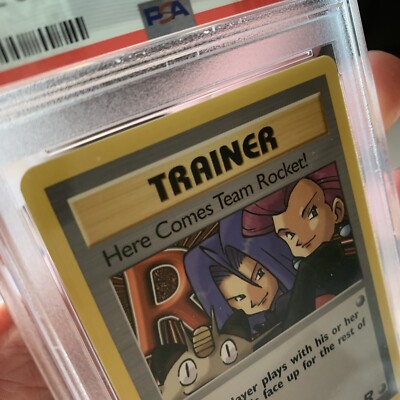 PSA
TRAINER
Here Comes Team Rocket!
R
player plays with his or her
face up for the rest of
R